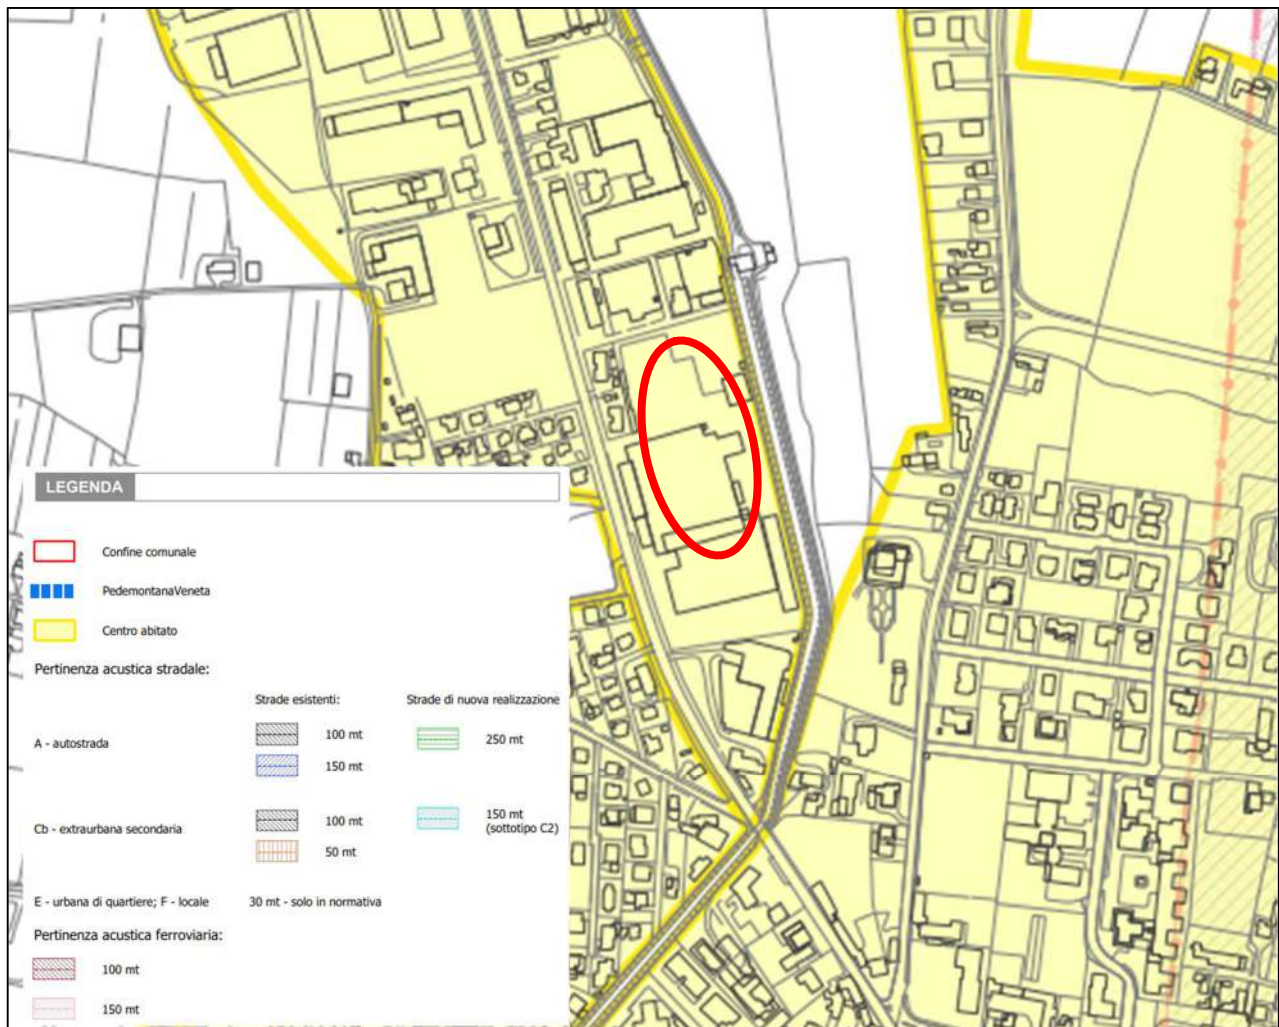 LEGENDA
Confine comunale
PedemontanaVeneta
Centro abitato
Pertinenza acustica stradale:
Strade esistenti: Strade di nuova realizzazione
A - autostrada 100 mt 250 mt
150 mt
Cb - extraurbana secondaria 100 mt 150 mt
(sottotipo C2)
50 mt
E - urbana di quartiere; F - locale 30 mt - solo in normativa
Pertinenza acustica ferroviaria:
100 mt
150 mt